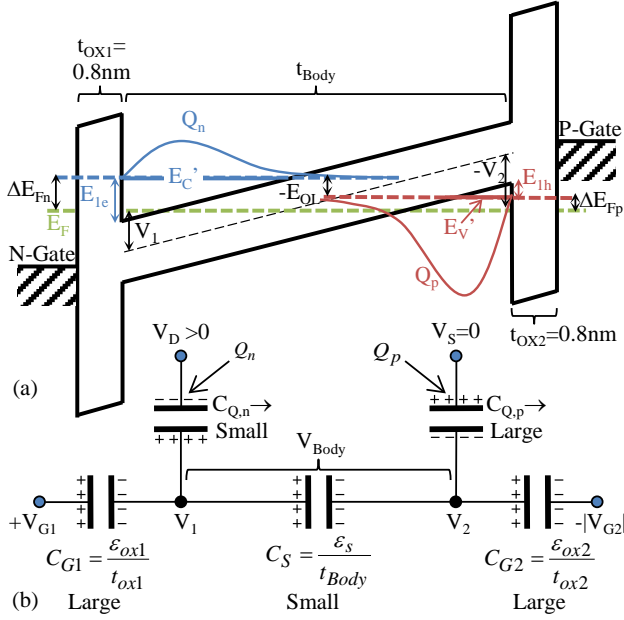 t_OX1=
0.8nm
t_Body
Q_n
P-Gate
E_C’
-V_2
E_1h
ΔE_Fn
E_1e
-E_OL
ΔE_Fp
E_F
V_1
E_V’
N-Gate
Q_p
t_OX2=0.8nm
V_D >0
V_S=0
Q_n
Q_p
(a)
- - - -
+ + + +
C_Q,n→
C_Q,p→
Small
Large
+ + + +
- - - -
V_Body
+ + + +
- - - -
+ + + +
- - - -
+ + + +
- - - -
+V_G1
V_1
V_2
-|V_G2|
C_G1 = ε_ox1 / t_ox1
C_S = ε_s / t_Body
C_G2 = ε_ox2 / t_ox2
(b)
Large
Small
Large